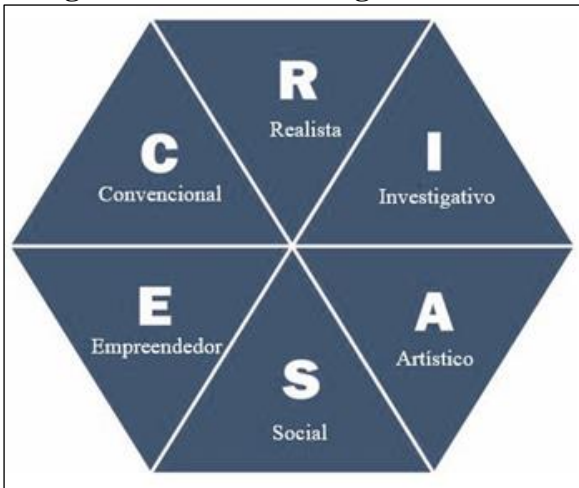 R
Realista
C
Convencional
I
Investigativo
E
Empreendedor
A
Artístico
S
Social